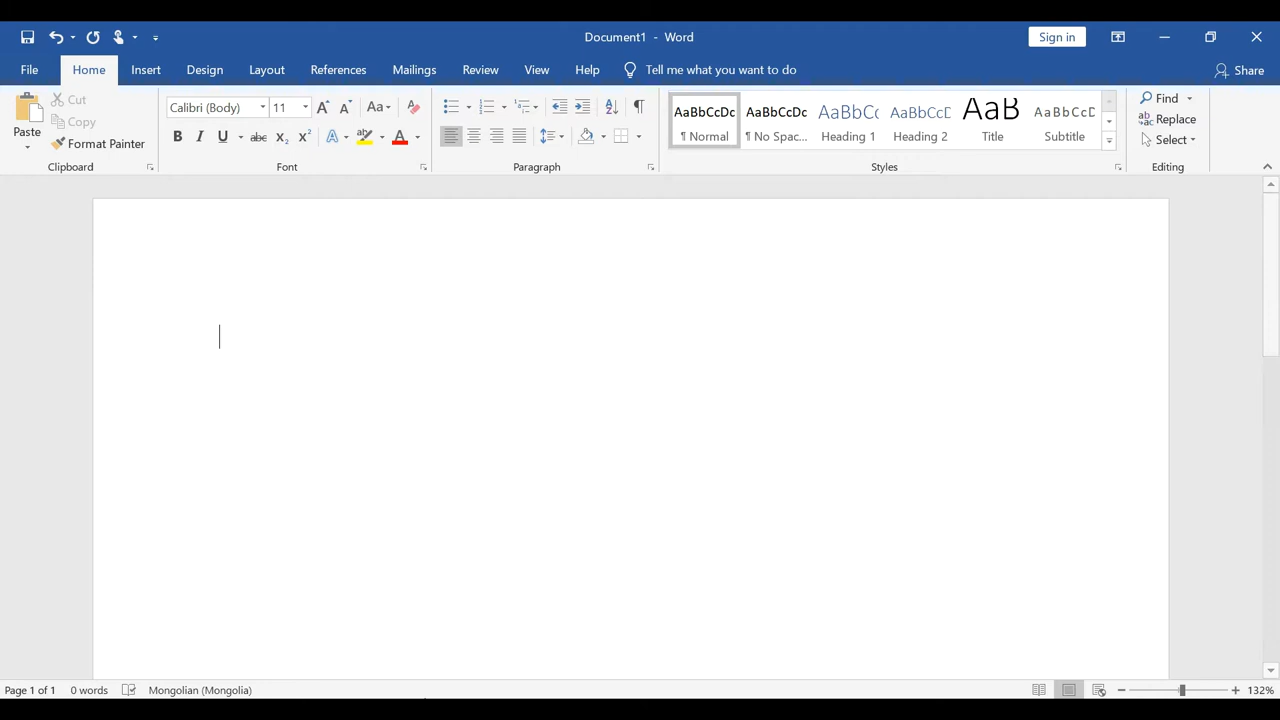 Document1 - Word
Sign in
File Home Insert Design Layout References Mailings Review View Help Tell me what you want to do Share
Paste
Cut
Copy
Format Painter
Clipboard
Calibri (Body) 11
Font
Paragraph
AaBbCcDc AaBbCcDc AaBbCc AaBbCcD AaB AaBbCcD
¶ Normal ¶ No Spac... Heading 1 Heading 2 Title Subtitle
Styles
Find
Replace
Select
Editing
Page 1 of 1 0 words Mongolian (Mongolia) 132%